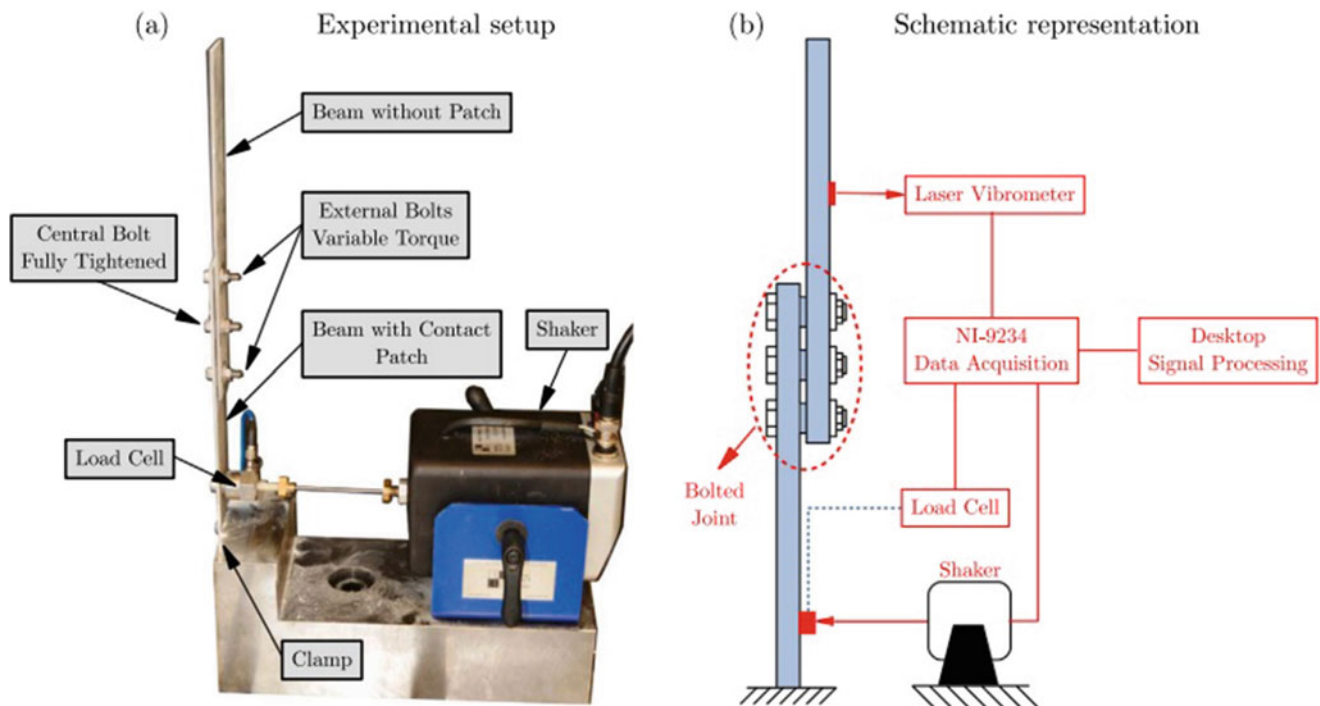 (a)
Experimental setup
Beam without Patch
External Bolts
Variable Torque
Central Bolt
Fully Tightened
Beam with Contact
Patch
Shaker
Load Cell
Clamp
(b)
Schematic representation
Laser Vibrometer
NI-9234
Data Acquisition
Desktop
Signal Processing
Bolted
Joint
Load Cell
Shaker